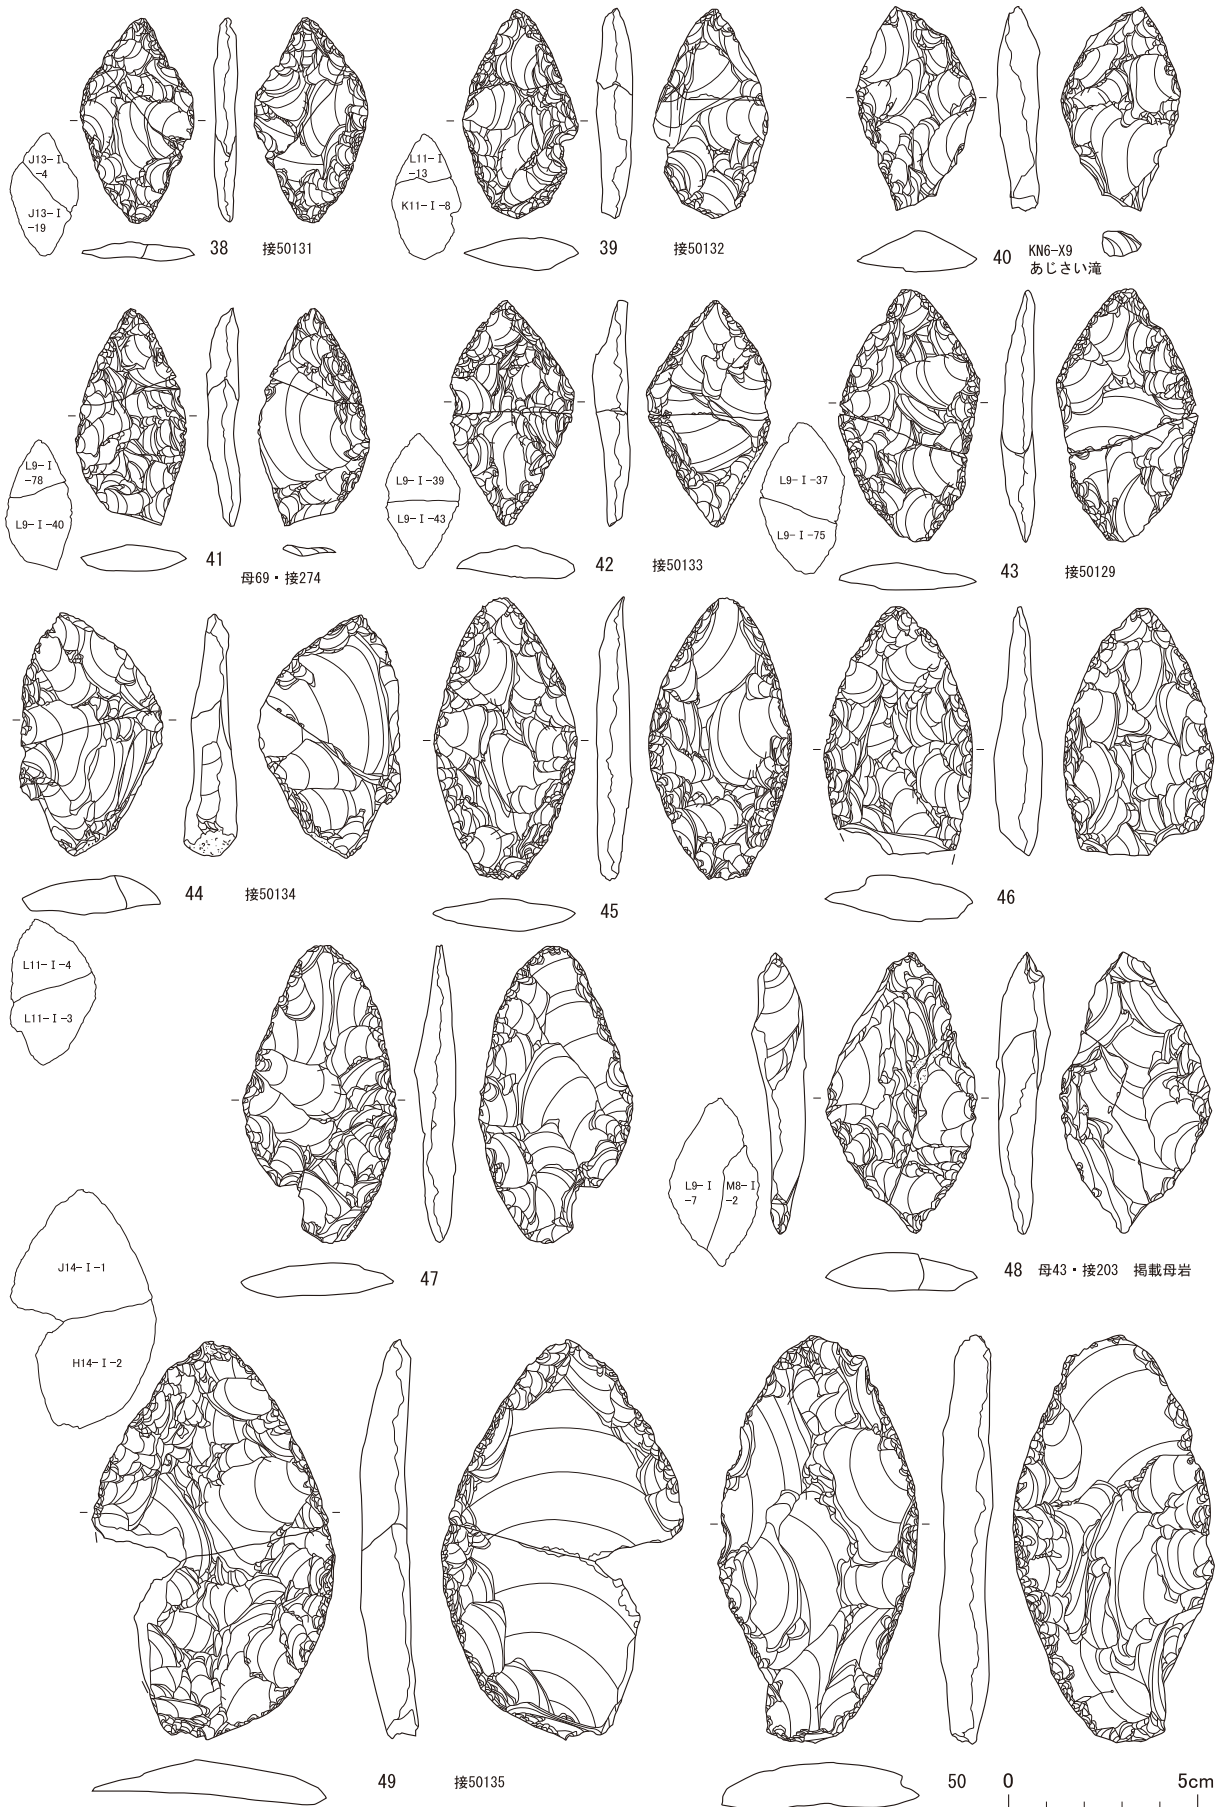 J13-Ⅰ
-4
J13-Ⅰ
-19
38 接50131
L11-Ⅰ
-13
K11-Ⅰ-8
39 接50132
40 KN6-X9
あじさい滝
L9-Ⅰ
-78
L9-Ⅰ-40
41
母69・接274
L9-Ⅰ-39
L9-Ⅰ-43
42 接50133
L9-Ⅰ-37
L9-Ⅰ-75
43 接50129
44 接50134
L11-Ⅰ-4
L11-Ⅰ-3
45
46
47
L9-Ⅰ
-7
M8-Ⅰ
-2
48 母43・接203 掲載母岩
J14-Ⅰ-1
H14-Ⅰ-2
49 接50135
50
0 5cm